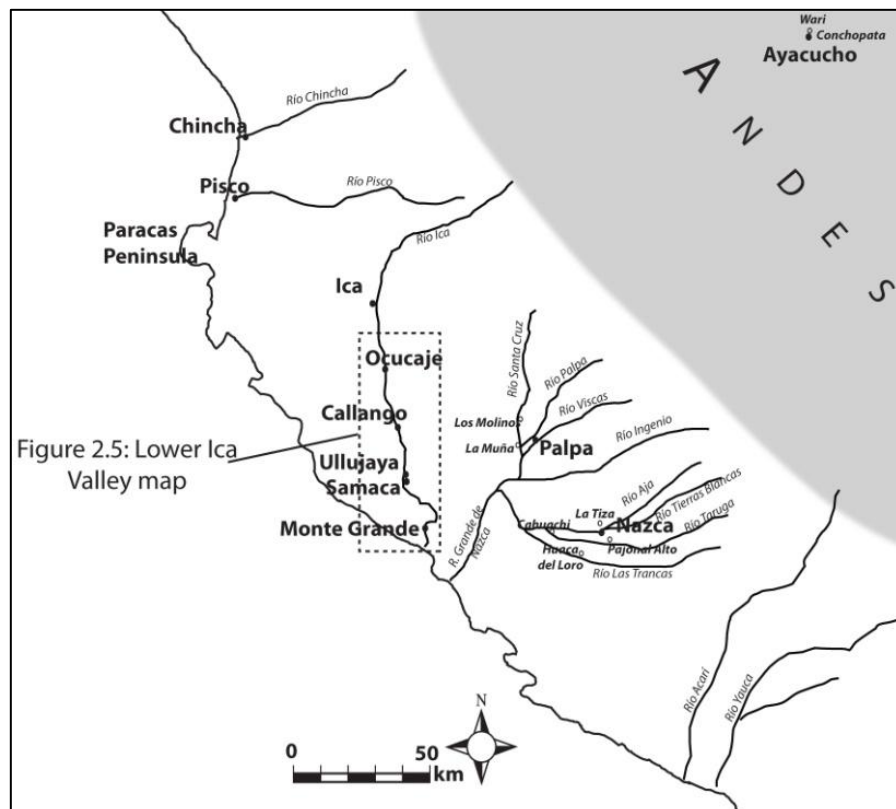 Wari
Conchopata
Ayacucho
ANDES
Río Chincha
Chincha
Río Pisco
Pisco
Paracas
Peninsula
Río Ica
Ica
Ocucaje
Río Santa Cruz
Río Palpa
Callango
Río Viscas
Los Molino
La Muña
Palpa
Río Ingenio
Figure 2.5: Lower Ica
Valley map
Ullujaya
Samaca
Río Aja
Río Tierras Blancas
La Tiza
Río Taruga
Monte Grande
R. Grande de
Nazca
Cahuachi
Nazca
Huaca
del Loro
Pajonal Alto
Río Las Trancas
Río Acarí
Río Yauca
N
0
50
km